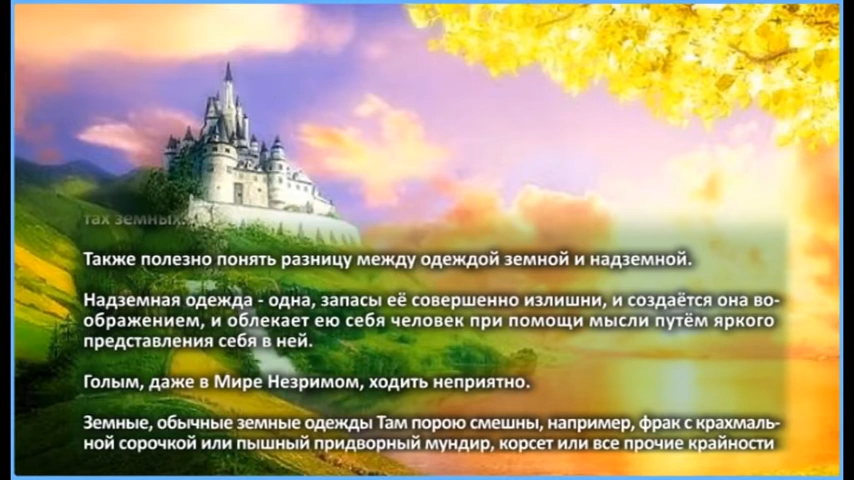 тах земных.
Также полезно понять разницу между одеждой земной и надземной.
Надземная одежда - одна, запасы её совершенно излишни, и создаётся она во-
ображением, и облекает ею себя человек при помощи мысли путём яркого
представления себя в ней.
Голым, даже в Мире Незримом, ходить неприятно.
Земные, обычные земные одежды Там порою смешны, например, фрак с крахмаль-
ной сорочкой или пышный придворный мундир, корсет или все прочие крайности